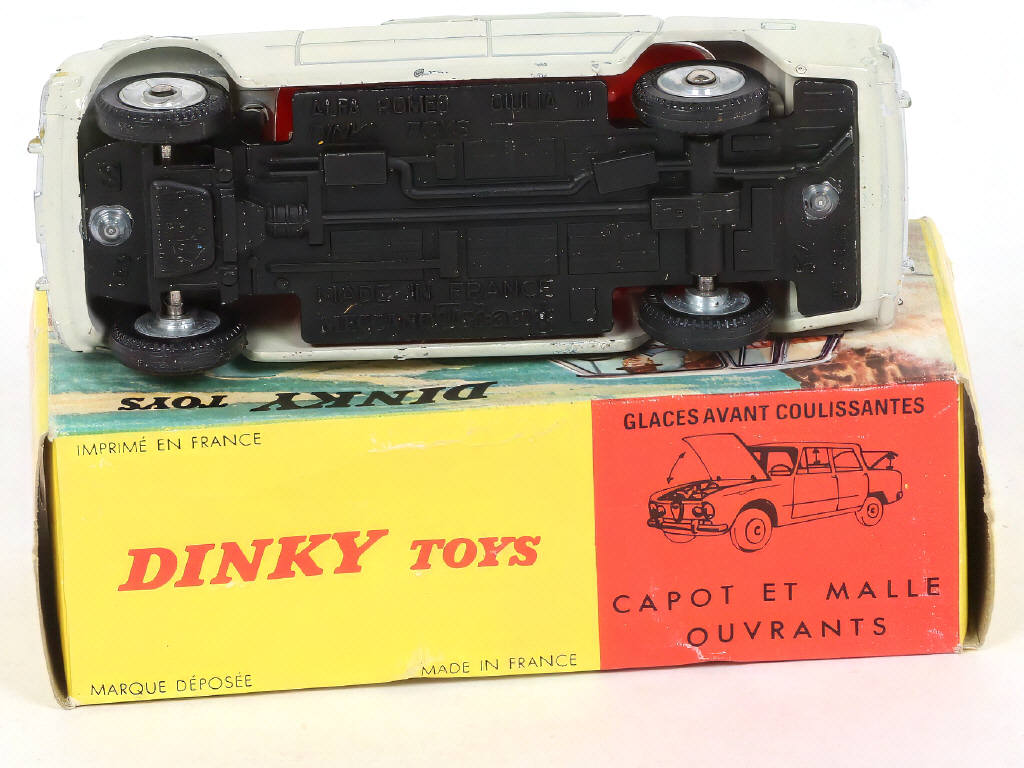 ALFA ROMEO GIULIA TI
DINKY TOYS
MADE IN FRANCE
DINKY TOYS
IMPRIMÉ EN FRANCE
DINKY TOYS
MARQUE DÉPOSÉE
MADE IN FRANCE
GLACES AVANT COULISSANTES
CAPOT ET MALLE
OUVRANTS